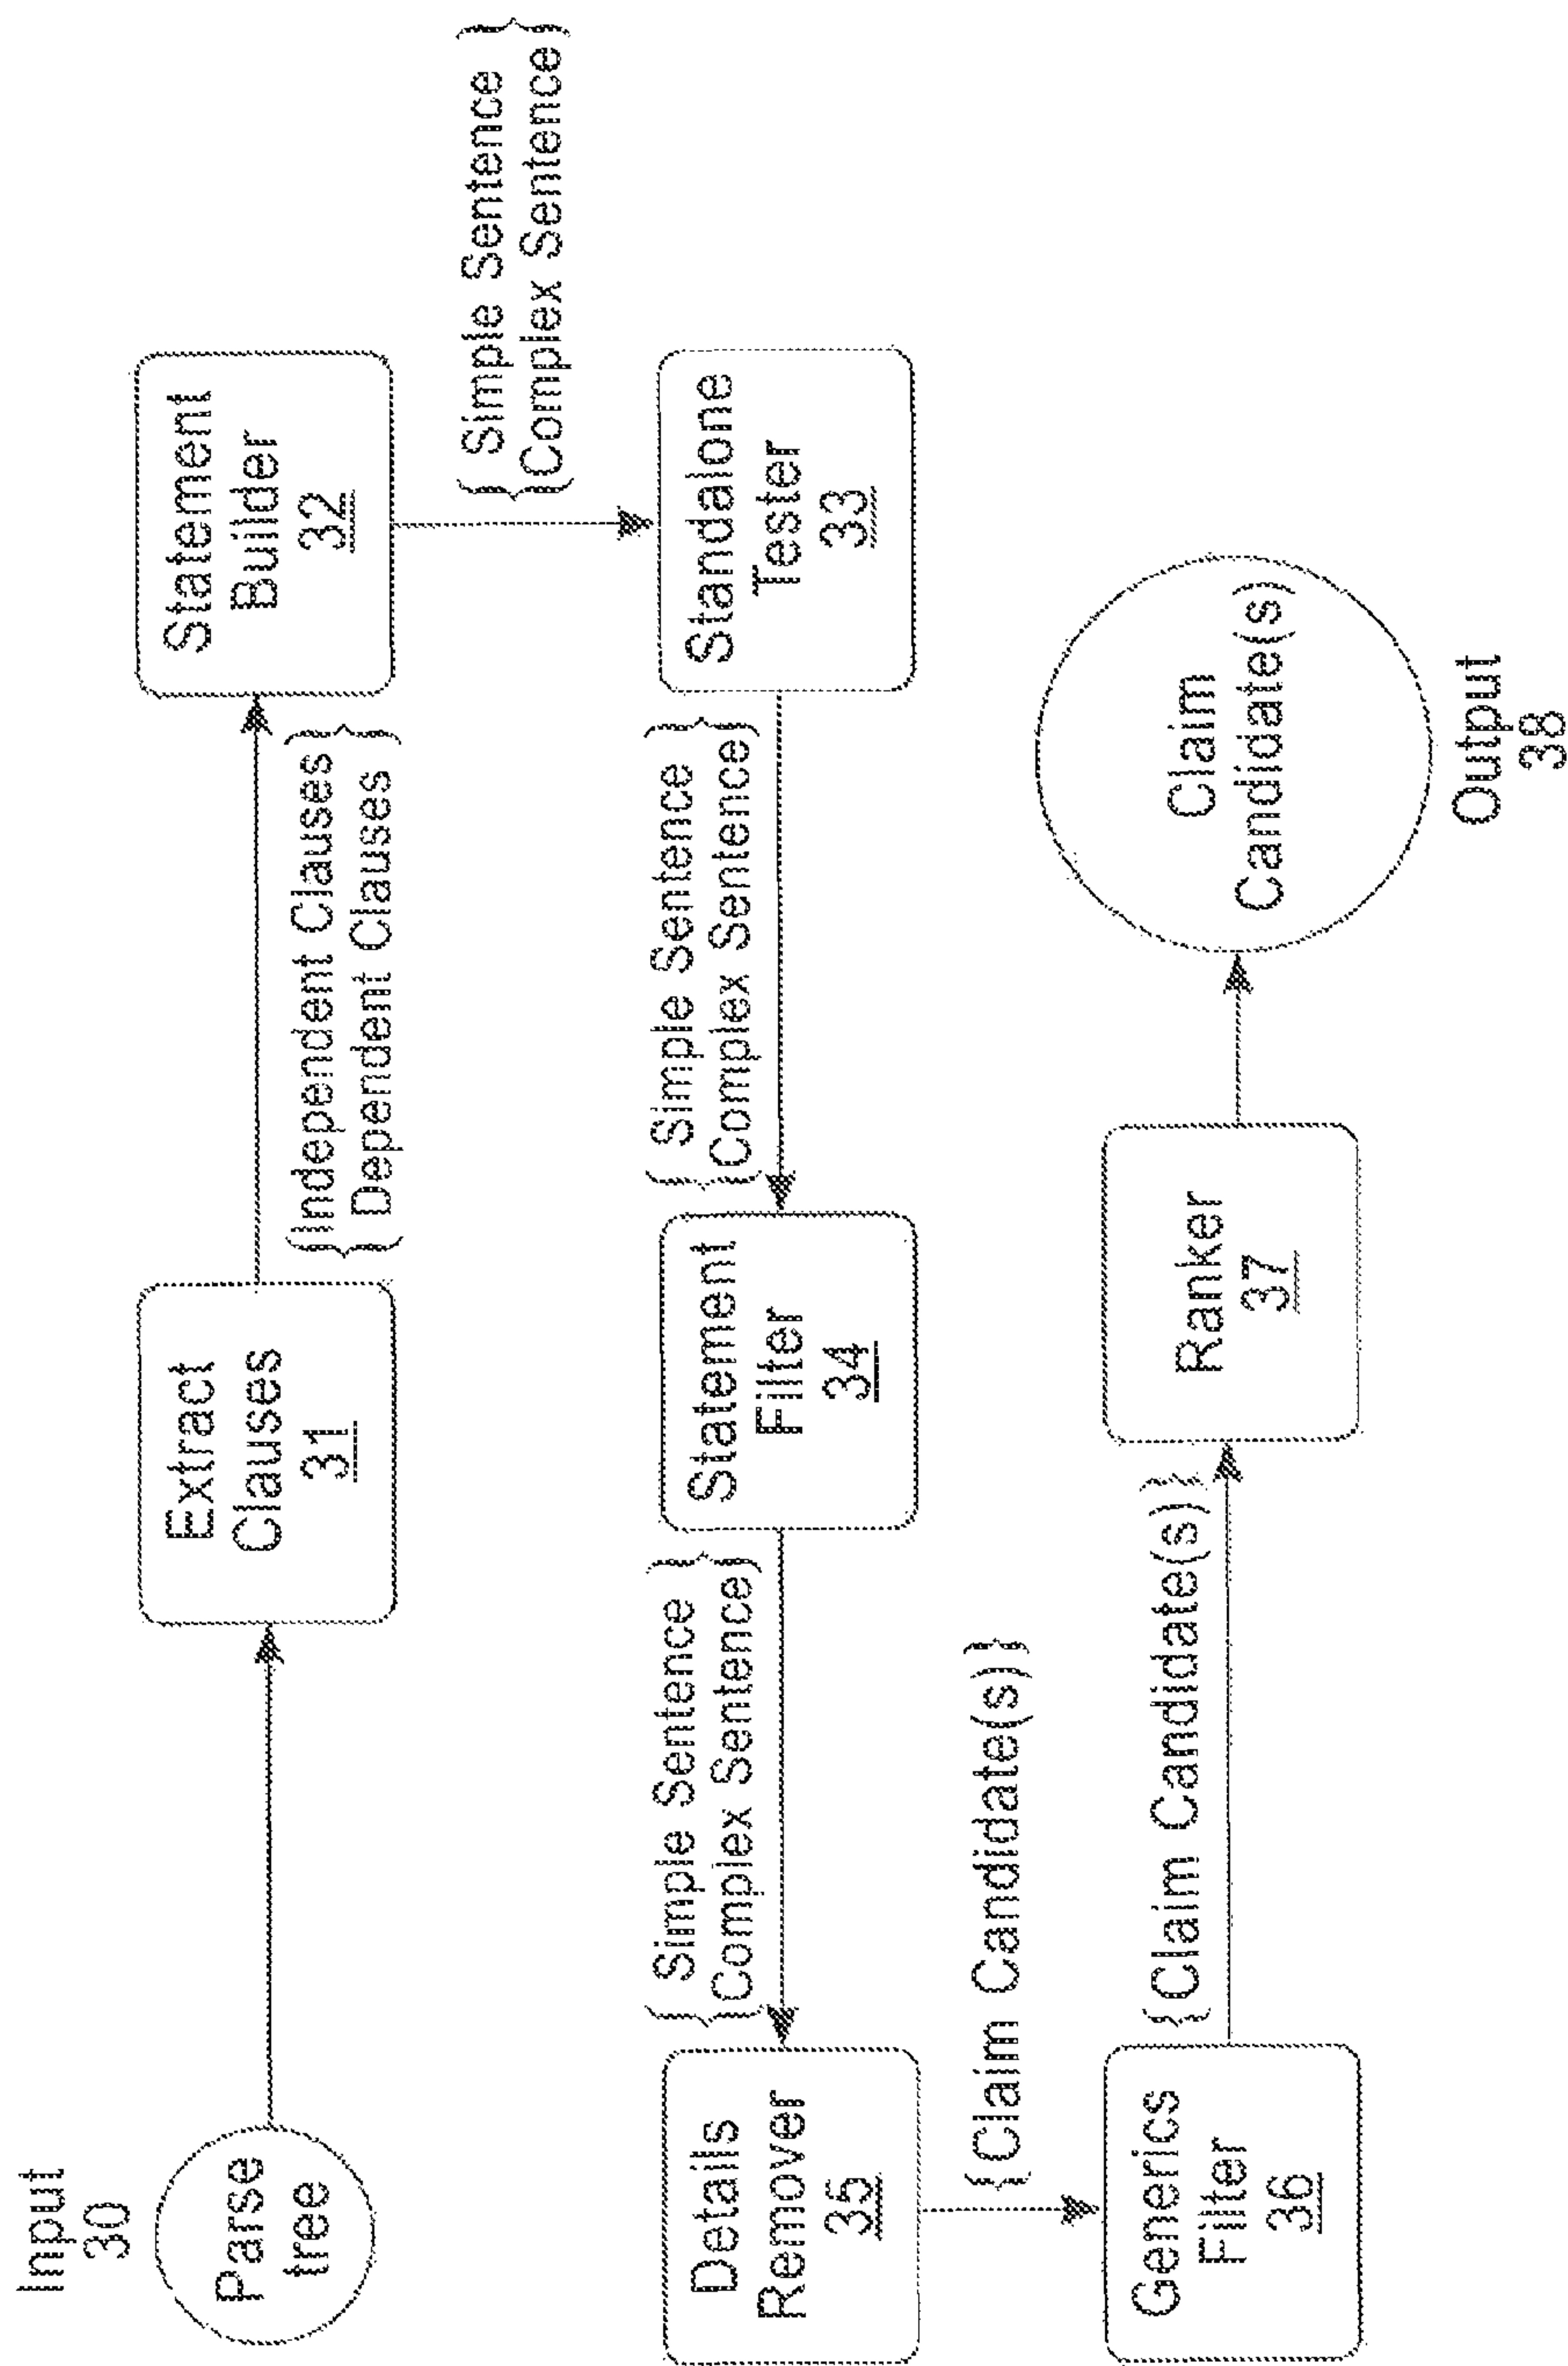 Input
30
Parse
tree
Extract
Clauses
31
{Independent Clauses}
{Dependent Clauses}
Statement
Builder
32
{Simple Sentence}
{Complex Sentence}
Standalone
Tester
33
{Simple Sentence}
{Complex Sentence}
Statement
Filter
34
{Simple Sentence}
{Complex Sentence}
Details
Remover
35
{Claim Candidate(s)}
Generics
Filter
36
{Claim Candidate(s)}
Ranker
37
Claim
Candidate(s)
Output
38